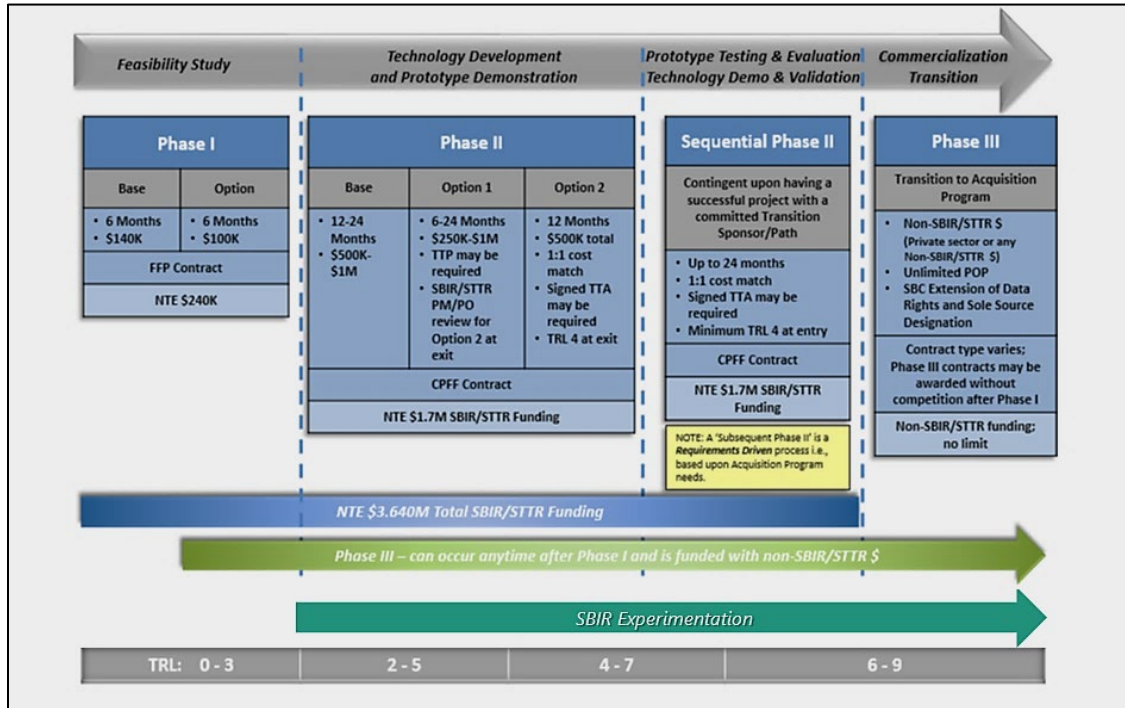 Feasibility Study
Technology Development
and Prototype Demonstration
Prototype Testing & Evaluation
Technology Demo & Validation
Commercialization
Transition
Phase I
Base
Option
• 6 Months
• $140K
• 6 Months
• $100K
FFP Contract
NTE $240K
Phase II
Base
Option 1
Option 2
• 12-24
Months
• $500K-
$1M
• 6-24 Months
• $250K-$1M
• TTP may be
required
• SBIR/STTR
PM/PO
review for
Option 2 at
exit
• 12 Months
• $500K total
• 1:1 cost
match
• Signed TTA
may be
required
• TRL 4 at exit
CPFF Contract
NTE $1.7M SBIR/STTR Funding
Sequential Phase II
Contingent upon having a
successful project with a
committed Transition
Sponsor/Path
• Up to 24 months
• 1:1 cost match
• Signed TTA may be
required
• Minimum TRL 4 at entry
CPFF Contract
NTE $1.7M SBIR/STTR
Funding
NOTE: A ‘Subsequent Phase II’ is a
Requirements Driven process i.e.,
based upon Acquisition Program
needs.
Phase III
Transition to Acquisition
Program
• Non-SBIR/STTR $
(Private sector or any
Non-SBIR/STTR $)
• Unlimited POP
• SBC Extension of Data
Rights and Sole Source
Designation
Contract type varies;
Phase III contracts may be
awarded without
competition after Phase I
Non-SBIR/STTR funding;
no limit
NTE $3.640M Total SBIR/STTR Funding
Phase III – can occur anytime after Phase I and is funded with non-SBIR/STTR $
SBIR Experimentation
TRL: 0 - 3
2 - 5
4 - 7
6 - 9